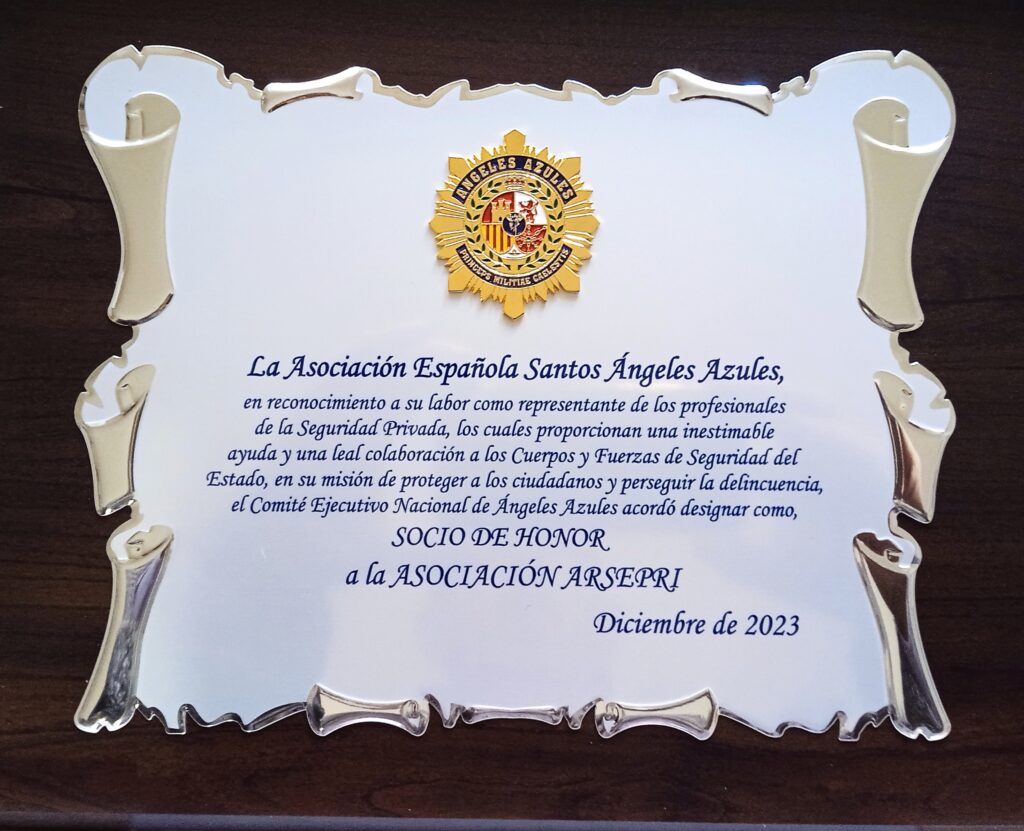 ANGELES AZULES
PRINCEPS MILITIAE CAELESTIS
La Asociación Española Santos Ángeles Azules,
en reconocimiento a su labor como representante de los profesionales
de la Seguridad Privada, los cuales proporcionan una inestimable
ayuda y una leal colaboración a los Cuerpos y Fuerzas de Seguridad del
Estado, en su misión de proteger a los ciudadanos y perseguir la delincuencia,
el Comité Ejecutivo Nacional de Ángeles Azules acordó designar como,
SOCIO DE HONOR
a la ASOCIACIÓN ARSEPRI
Diciembre de 2023